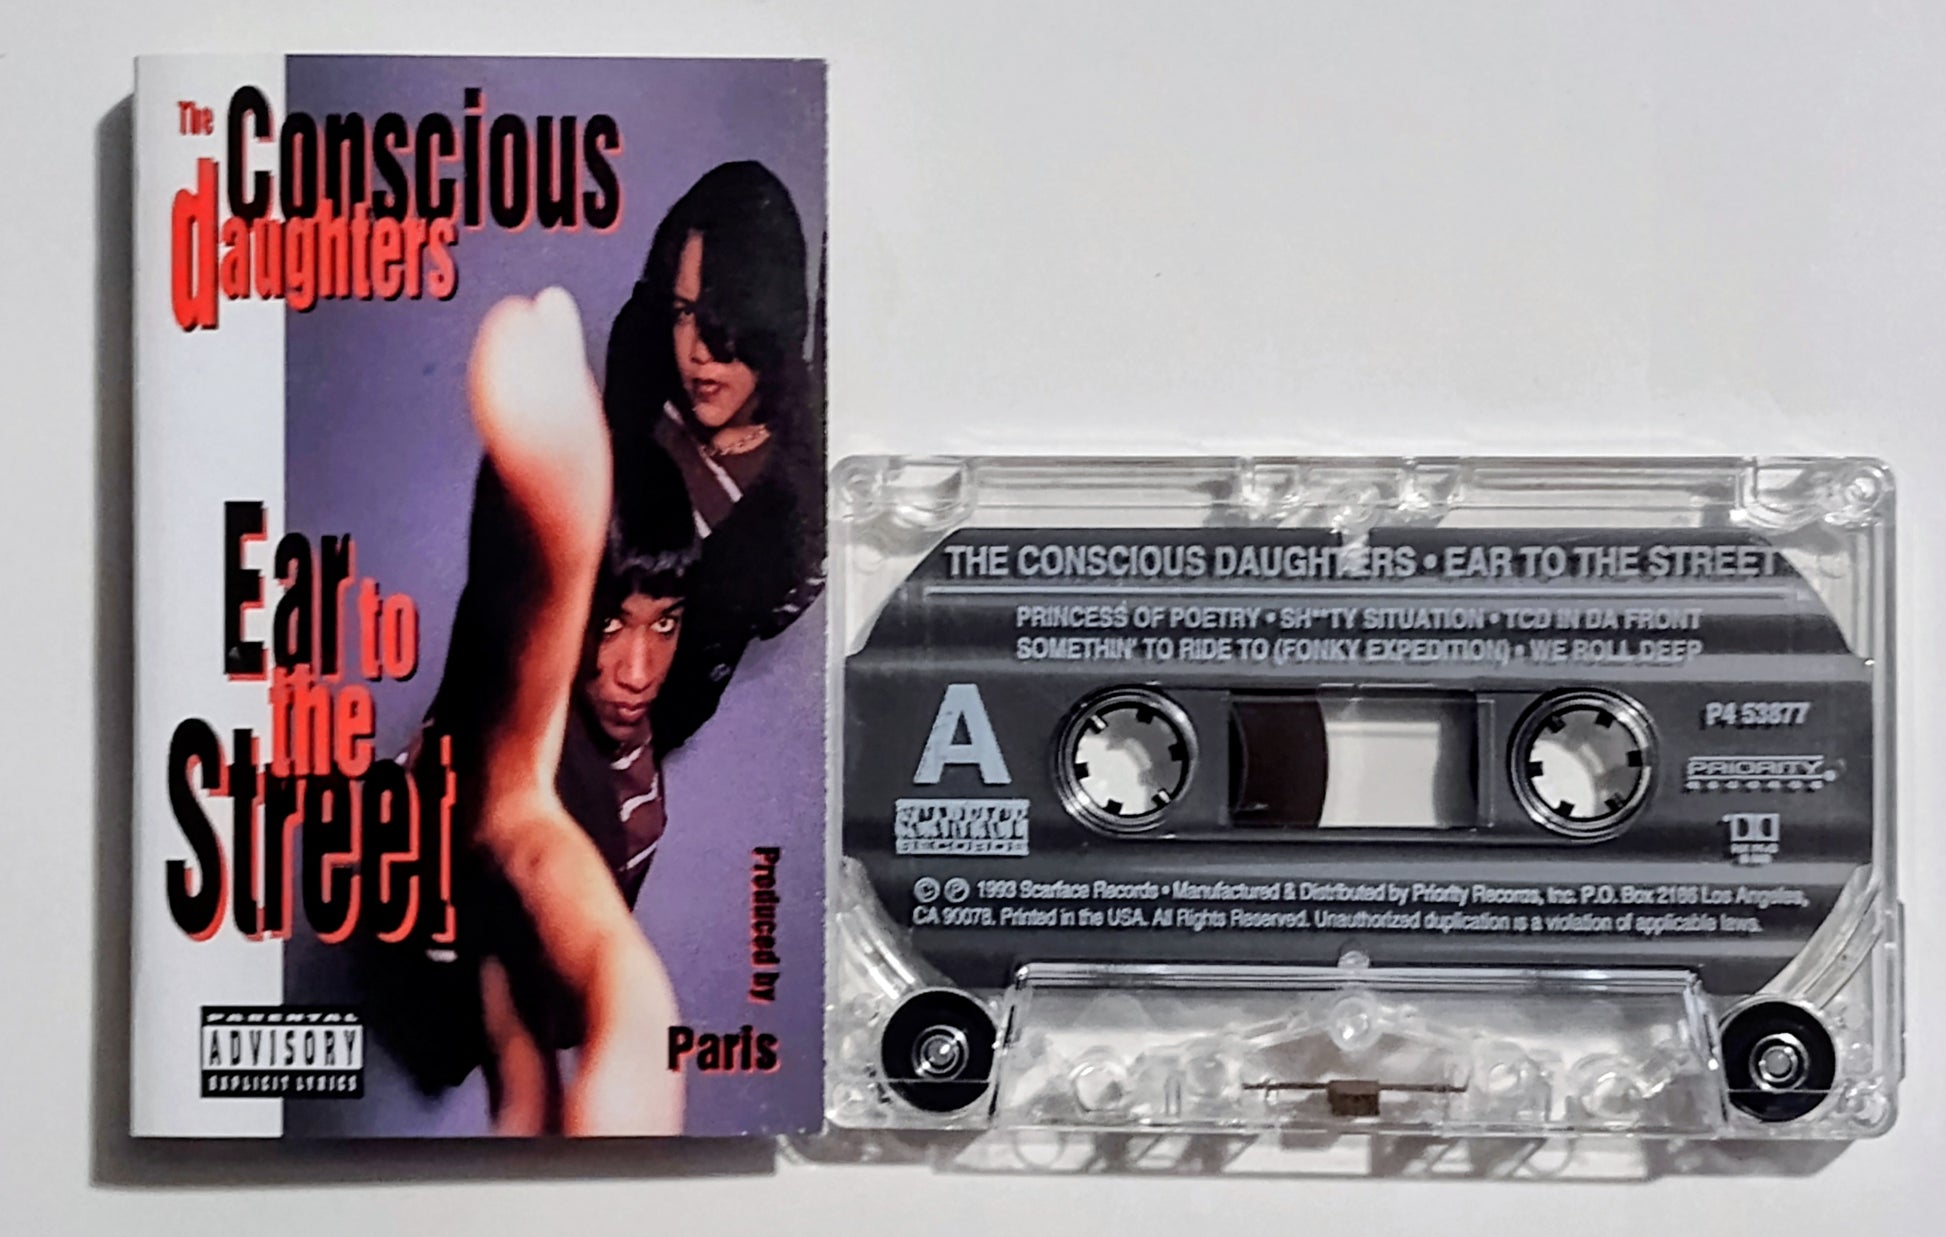 The Conscious
daughters
Ear to
the
Street
Produced by
Paris
PARENTAL
ADVISORY
EXPLICIT LYRICS
THE CONSCIOUS DAUGHTERS • EAR TO THE STREET
PRINCESS OF POETRY • SH**TY SITUATION • TCD IN DA FRONT
SOMETHIN' TO RIDE TO (FONKY EXPEDITION) • WE ROLL DEEP
A
P4 53877
PRIORITY
RECORDS
SCARFACE
RECORDS
© ℗ 1993 Scarface Records • Manufactured & Distributed by Priority Records, Inc. P.O. Box 2186 Los Angeles,
CA 90078. Printed in the USA. All Rights Reserved. Unauthorized duplication is a violation of applicable laws.